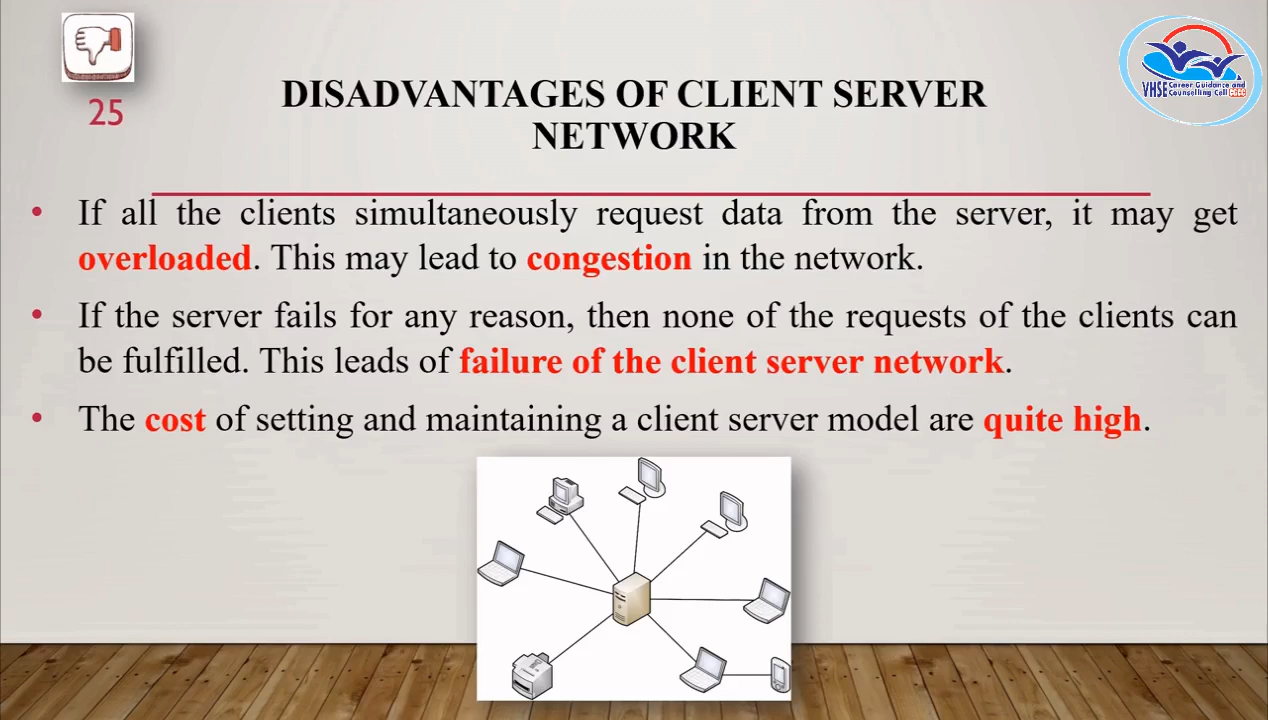 25
DISADVANTAGES OF CLIENT SERVER
NETWORK
VHSE Career Guidance and
Counselling Cell CGCC
• If all the clients simultaneously request data from the server, it may get
overloaded. This may lead to congestion in the network.
• If the server fails for any reason, then none of the requests of the clients can
be fulfilled. This leads of failure of the client server network.
• The cost of setting and maintaining a client server model are quite high.